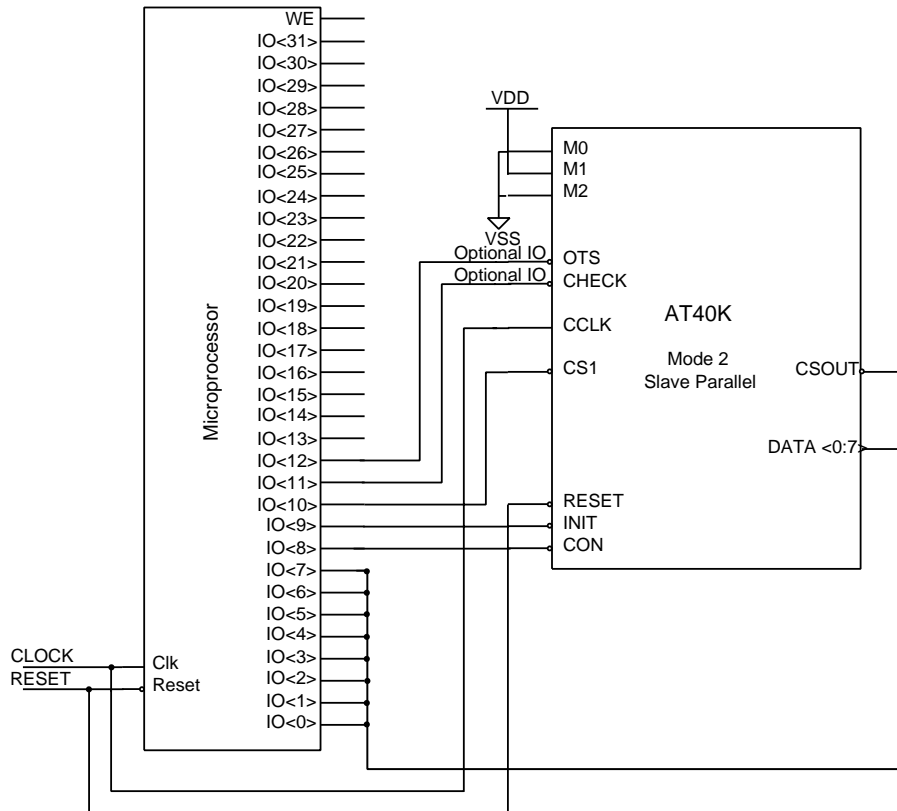 WE
IO<31>
IO<30>
IO<29>
IO<28>
IO<27>
IO<26>
IO<25>
IO<24>
IO<23>
IO<22>
IO<21>
IO<20>
IO<19>
IO<18>
IO<17>
IO<16>
IO<15>
IO<14>
IO<13>
IO<12>
IO<11>
IO<10>
IO<9>
IO<8>
IO<7>
IO<6>
IO<5>
IO<4>
IO<3>
IO<2>
IO<1>
IO<0>
Microprocessor
CLOCK
RESET
Clk
Reset
VDD
VSS
Optional IO
Optional IO
M0
M1
M2
OTS
CHECK
CCLK
CS1
RESET
INIT
CON
AT40K
Mode 2
Slave Parallel
CSOUT
DATA <0:7>